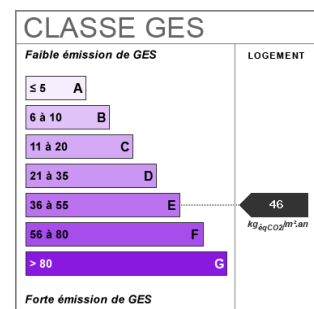 CLASSE GES
Faible émission de GES
LOGEMENT
≤ 5 A
6 à 10 B
11 à 20 C
21 à 35 D
36 à 55 E
46
kgéqCO2/m².an
56 à 80 F
> 80 G
Forte émission de GES